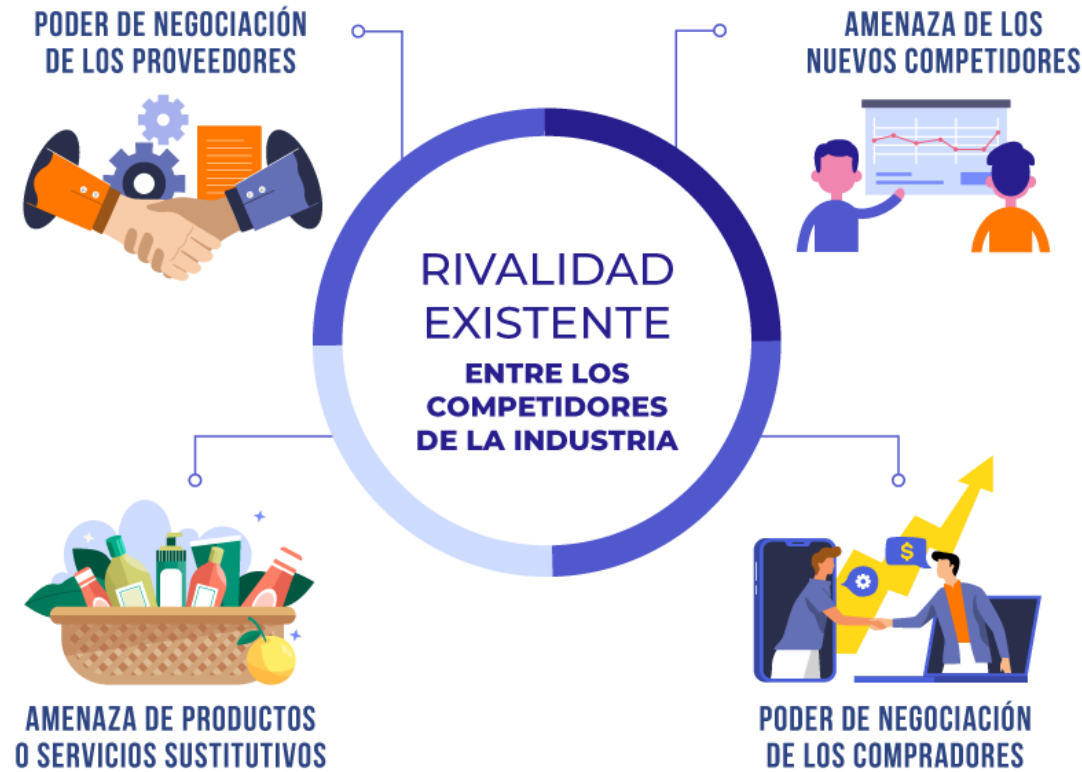 PODER DE NEGOCIACIÓN
DE LOS PROVEEDORES
AMENAZA DE LOS
NUEVOS COMPETIDORES
RIVALIDAD
EXISTENTE
ENTRE LOS
COMPETIDORES
DE LA INDUSTRIA
$
AMENAZA DE PRODUCTOS
O SERVICIOS SUSTITUTIVOS
PODER DE NEGOCIACIÓN
DE LOS COMPRADORES